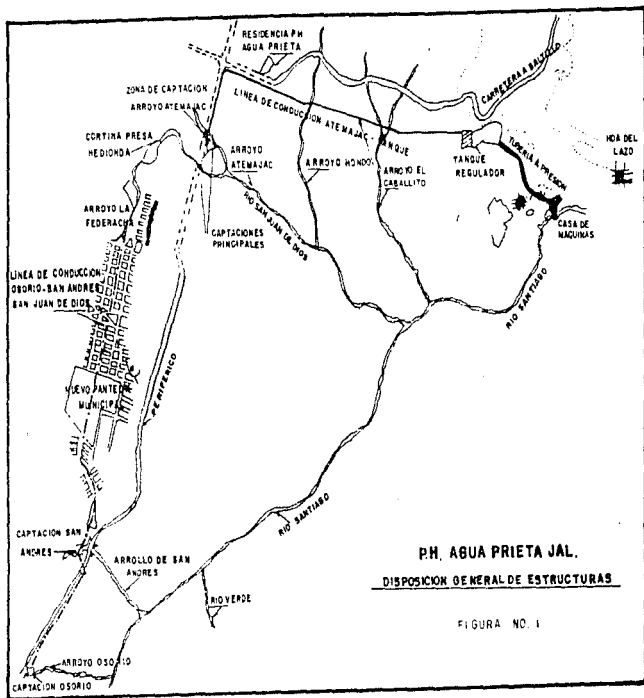 RESIDENCIA P.H.
AGUA PRIETA
CARRETERA A SALTILLO
ZONA DE CAPTACION
ARROYO ATEMAJAC
LINEA DE CONDUCCION ATEMAJAC - TANQUE
CORTINA PRESA
HEDIONDA
ARROYO
ATEMAJAC
ARROYO HONDO
ARROYO EL
CABALLITO
TANQUE
REGULADOR
TUBERIA A PRESION
HDA DEL
LAZO
CASA DE
MAQUINAS
ARROYO LA
FEDERACHA
CAPTACIONES
PRINCIPALES
RIO SAN JUAN DE DIOS
RIO SANTIAGO
LINEA DE CONDUCCION
OSORIO-SAN ANDRES
SAN JUAN DE DIOS
NUEVO PANTEON
MUNICIPAL
PERIFERICO
RIO SANTIAGO
CAPTACION SAN
ANDRES
ARROLLO DE SAN
ANDRES
RIO VERDE
ARROYO OSORIO
CAPTACION OSORIO
P.H. AGUA PRIETA JAL.
DISPOSICION GENERAL DE ESTRUCTURAS
FIGURA NO. 1